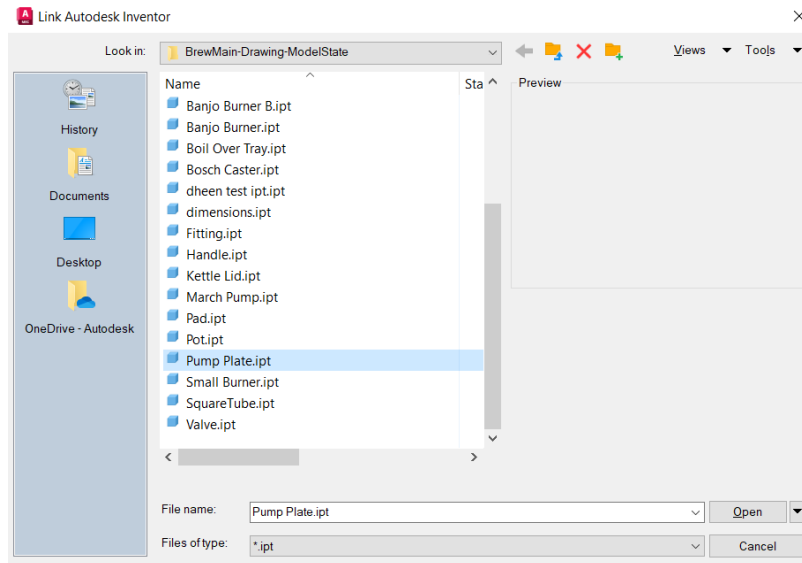 Link Autodesk Inventor
Look in: BrewMain-Drawing-ModelState Views Tools
History
Documents
Desktop
OneDrive - Autodesk
Name Sta
Banjo Burner B.ipt
Banjo Burner.ipt
Boil Over Tray.ipt
Bosch Caster.ipt
dheen test ipt.ipt
dimensions.ipt
Fitting.ipt
Handle.ipt
Kettle Lid.ipt
March Pump.ipt
Pad.ipt
Pot.ipt
Pump Plate.ipt
Small Burner.ipt
SquareTube.ipt
Valve.ipt
Preview
File name: Pump Plate.ipt Open
Files of type: *.ipt Cancel